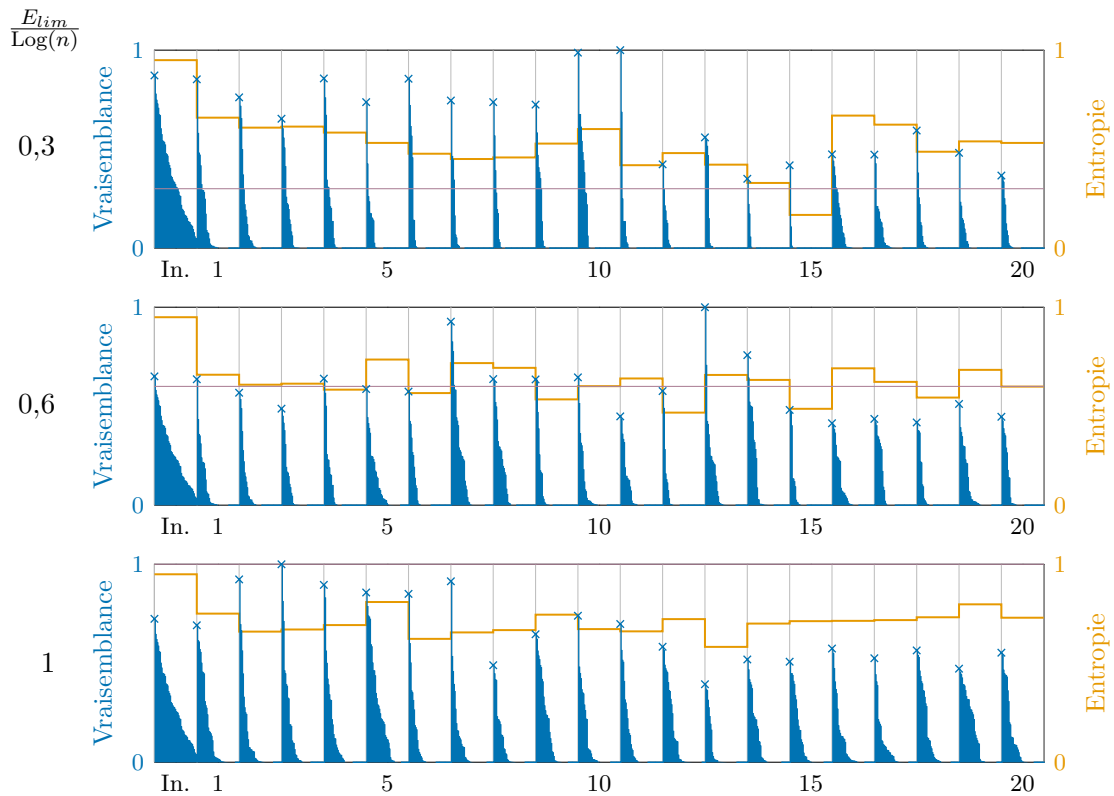 E_lim
Log(n)
0,3
Vraisemblance
1
0
In. 1 5 10 15 20
1
0
Entropie
0,6
Vraisemblance
1
0
In. 1 5 10 15 20
1
0
Entropie
1
Vraisemblance
1
0
In. 1 5 10 15 20
1
0
Entropie